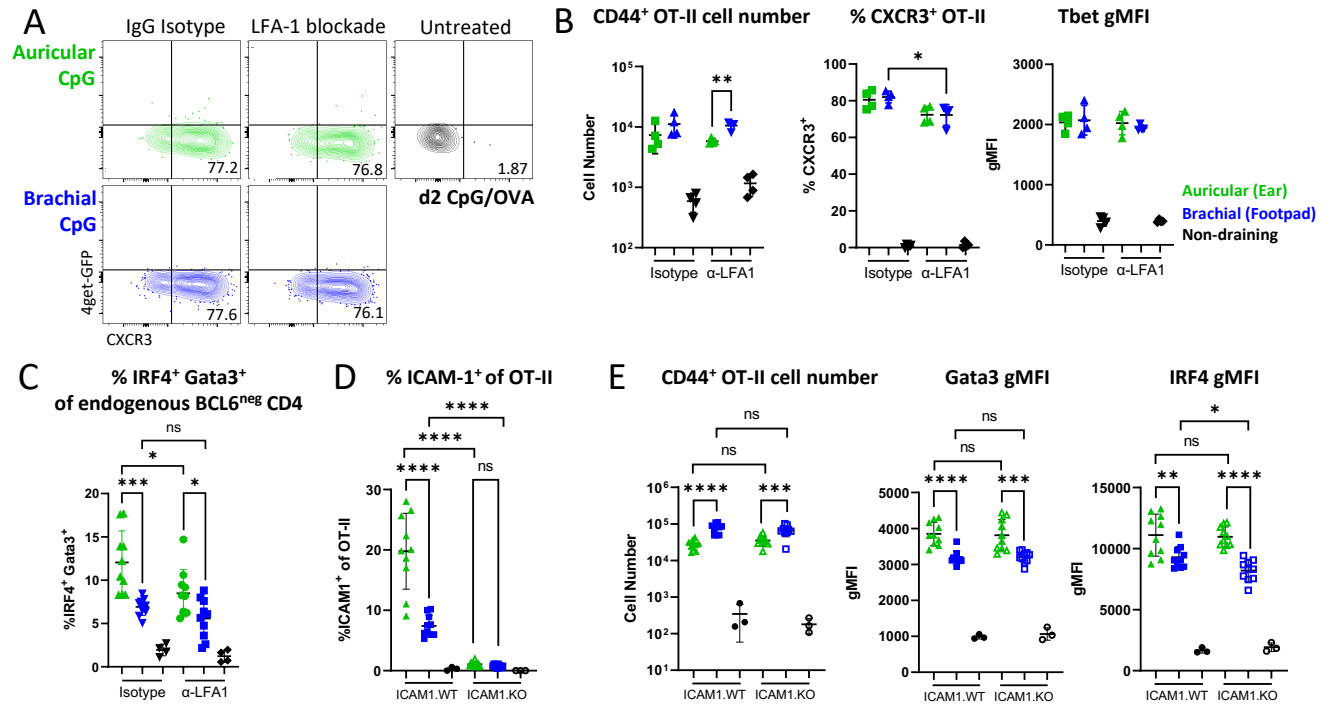 A
IgG Isotype
LFA-1 blockade
Untreated
Auricular
CpG
77.2
76.8
1.87
Brachial
CpG
d2 CpG/OVA
4get-GFP
77.6
76.1
CXCR3
B
CD44⁺ OT-II cell number
% CXCR3⁺ OT-II
Tbet gMFI
Cell Number
10⁵
10⁴
10³
10²
**
Isotype
α-LFA1
% CXCR3⁺
100
80
60
40
20
0
*
Isotype
α-LFA1
gMFI
3000
2000
1000
0
Isotype
α-LFA1
Auricular (Ear)
Brachial (Footpad)
Non-draining
C
% IRF4⁺ Gata3⁺
of endogenous BCL6ⁿᵉᵍ CD4
ns
*
***
*
%IRF4⁺ Gata3⁺
20
15
10
5
0
Isotype
α-LFA1
D
% ICAM-1⁺ of OT-II
****
****
ns
****
%ICAM1⁺ of OT-II
30
20
10
0
ICAM1.WT
ICAM1.KO
E
CD44⁺ OT-II cell number
Gata3 gMFI
IRF4 gMFI
ns
ns
****
***
Cell Number
10⁶
10⁵
10⁴
10³
10²
10¹
ICAM1.WT
ICAM1.KO
ns
ns
****
***
gMFI
5000
4000
3000
2000
1000
0
ICAM1.WT
ICAM1.KO
*
ns
**
****
gMFI
15000
10000
5000
0
ICAM1.WT
ICAM1.KO